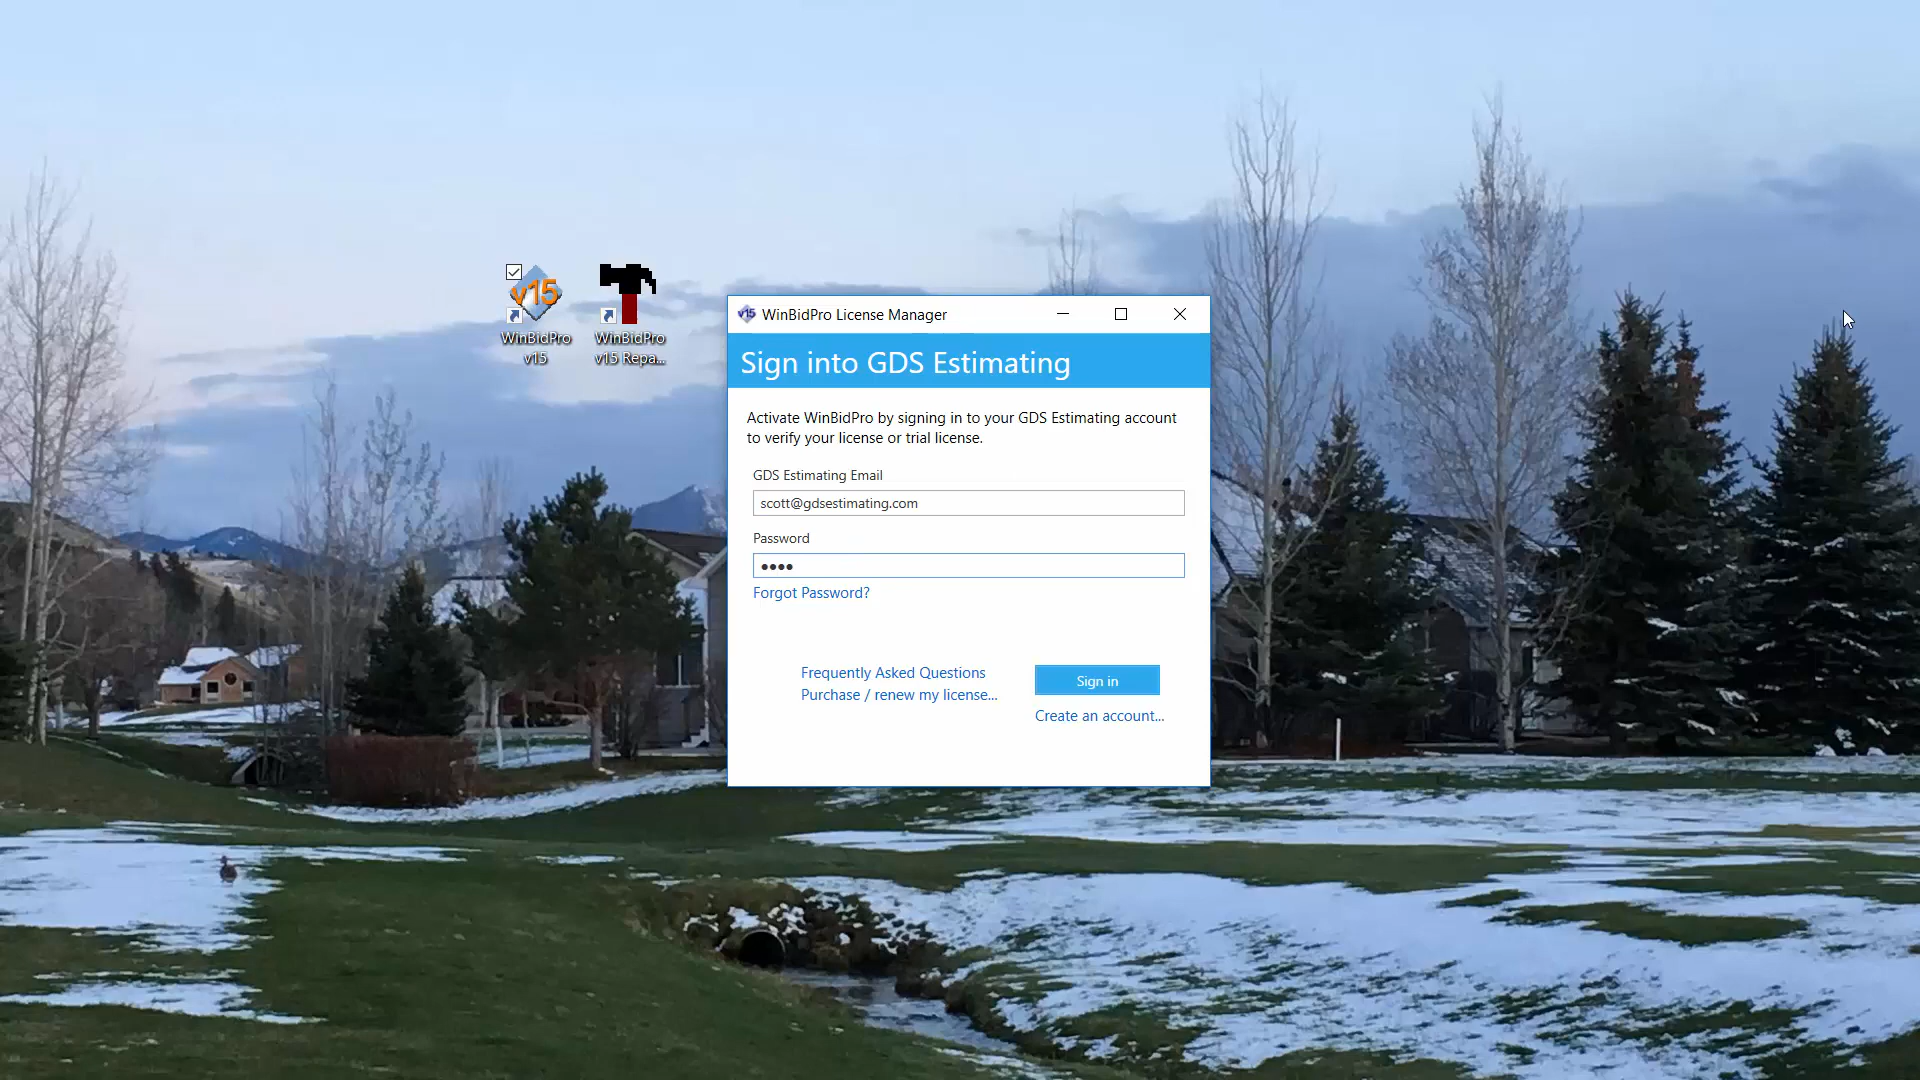 v15
WinBidPro
v15
WinBidPro
v15 Repa...
v15 WinBidPro License Manager
Sign into GDS Estimating
Activate WinBidPro by signing in to your GDS Estimating account
to verify your license or trial license.
GDS Estimating Email
scott@gdsestimating.com
Password
Forgot Password?
Frequently Asked Questions
Sign in
Purchase / renew my license...
Create an account...